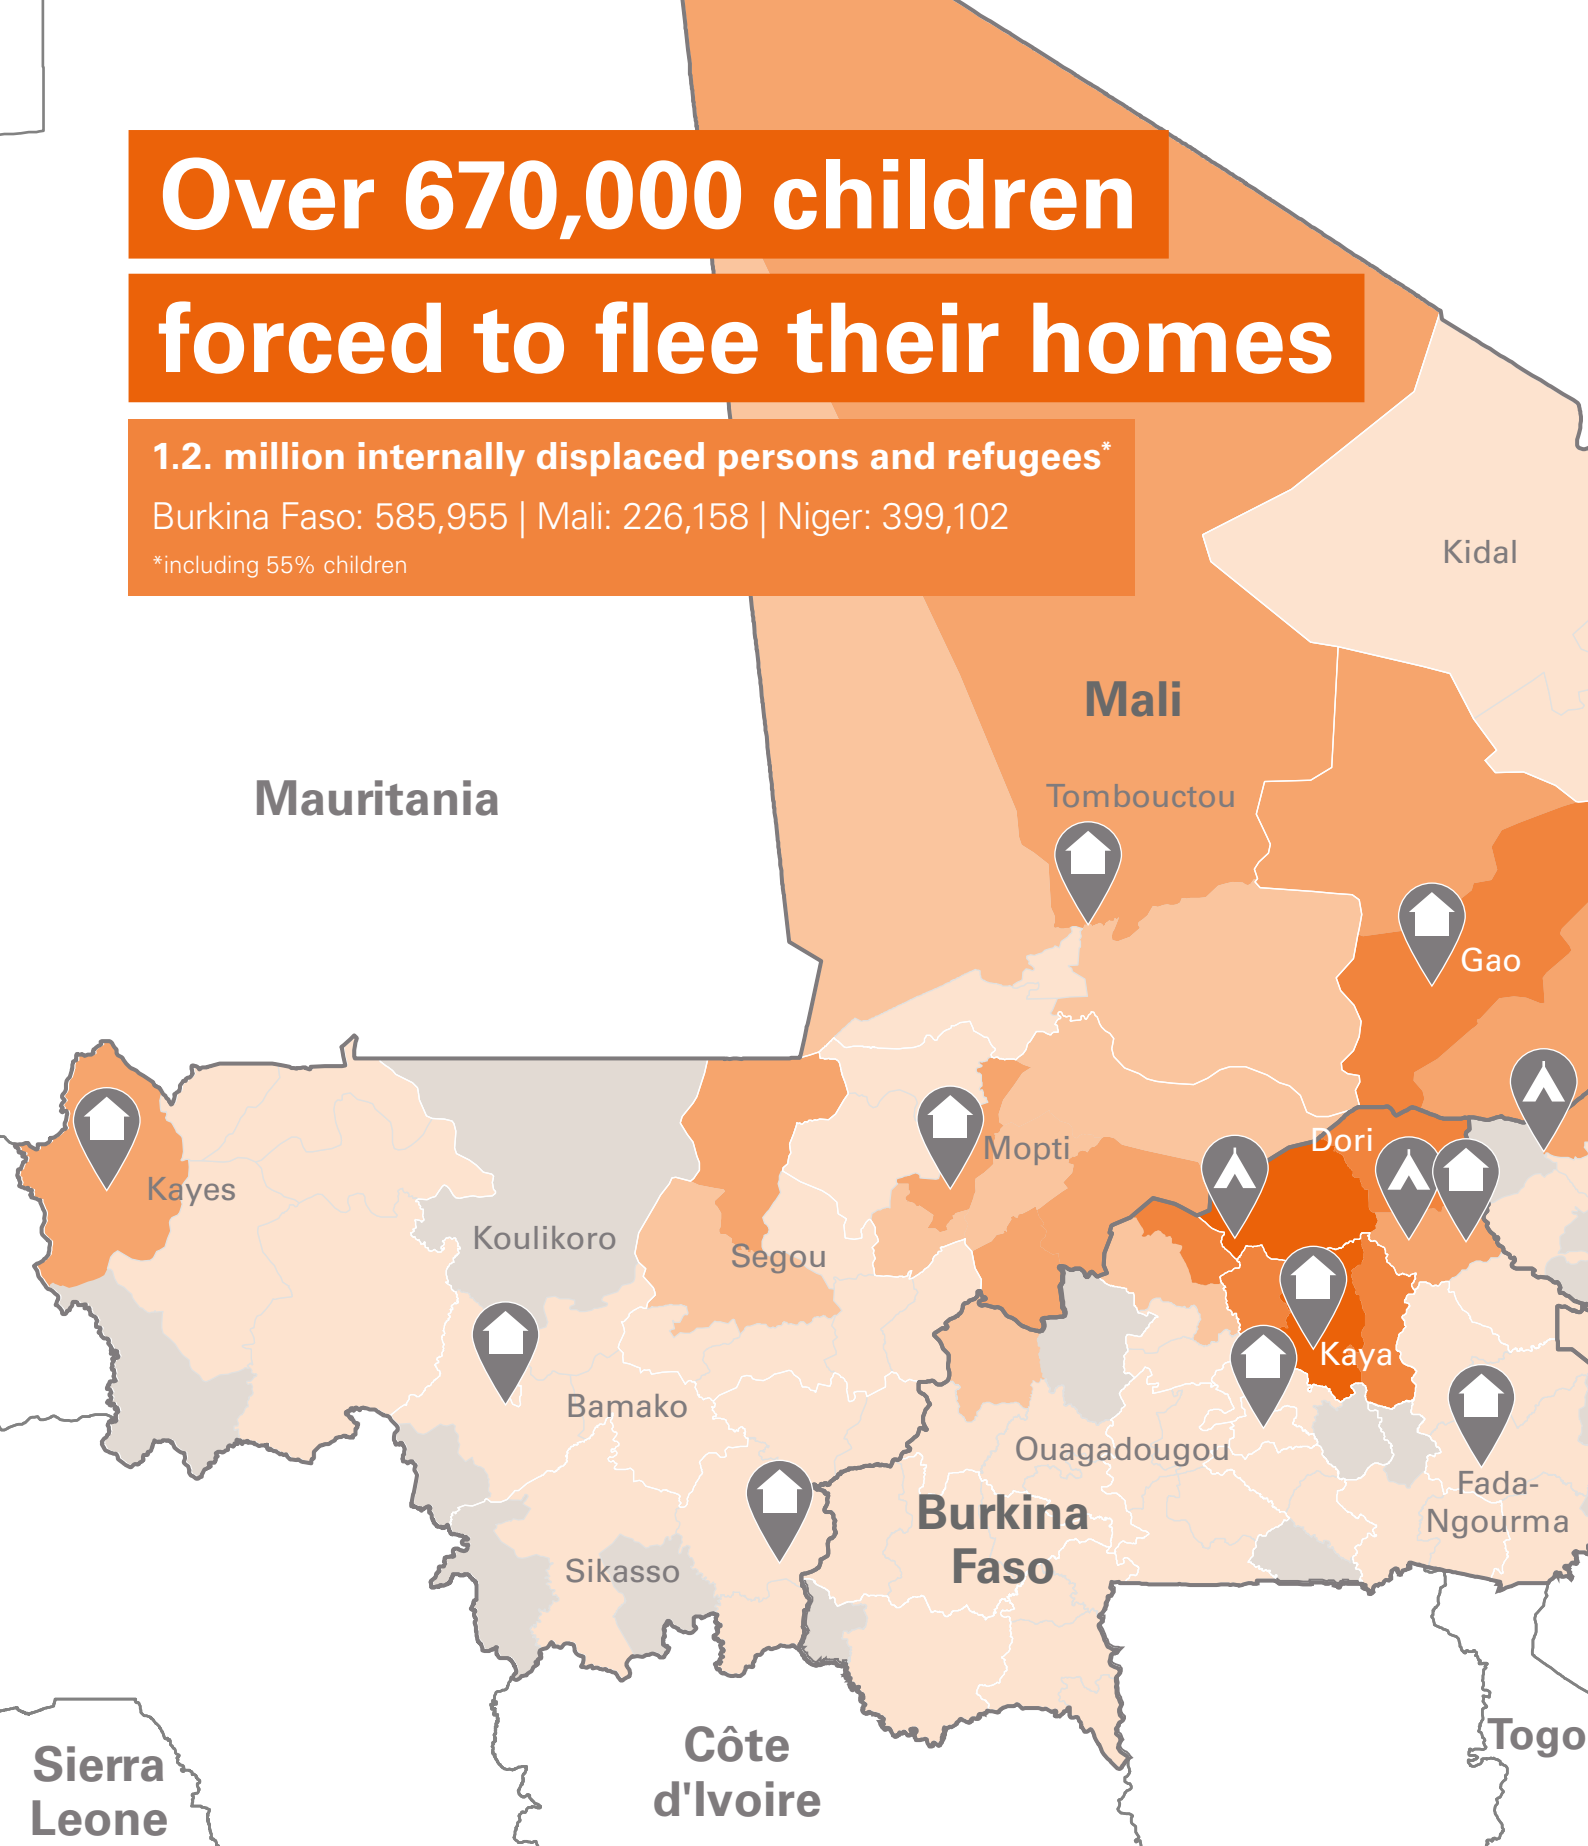 Over 670,000 children
forced to flee their homes
1.2. million internally displaced persons and refugees*
Burkina Faso: 585,955 | Mali: 226,158 | Niger: 399,102
*including 55% children
Kidal
Mali
Mauritania
Tombouctou
Gao
Dori
Mopti
Kayes
Koulikoro
Segou
Kaya
Bamako
Ouagadougou
Fada-
Ngourma
Burkina
Faso
Sikasso
Togo
Côte
d'Ivoire
Sierra
Leone